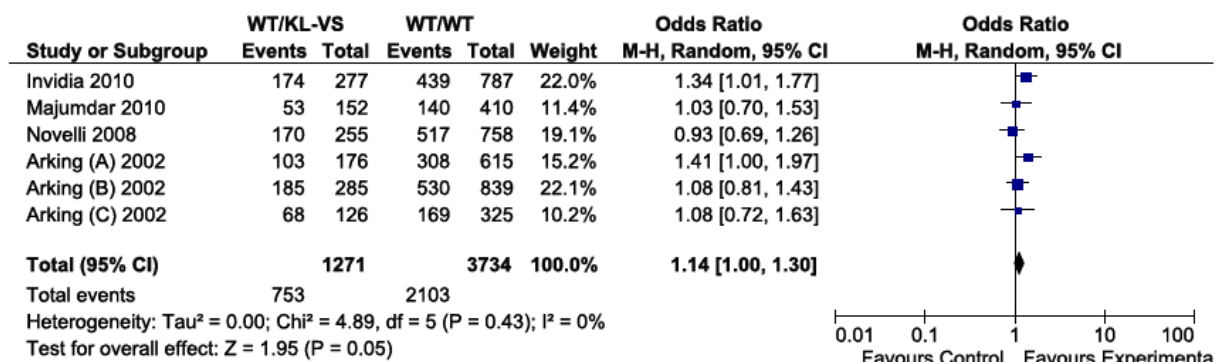 WT/KL-VS WT/WT Odds Ratio Odds Ratio
Study or Subgroup Events Total Events Total Weight M-H, Random, 95% CI M-H, Random, 95% CI
Invidia 2010 174 277 439 787 22.0% 1.34 [1.01, 1.77]
Majumdar 2010 53 152 140 410 11.4% 1.03 [0.70, 1.53]
Novelli 2008 170 255 517 758 19.1% 0.93 [0.69, 1.26]
Arking (A) 2002 103 176 308 615 15.2% 1.41 [1.00, 1.97]
Arking (B) 2002 185 285 530 839 22.1% 1.08 [0.81, 1.43]
Arking (C) 2002 68 126 169 325 10.2% 1.08 [0.72, 1.63]
Total (95% CI) 1271 3734 100.0% 1.14 [1.00, 1.30]
Total events 753 2103
Heterogeneity: Tau² = 0.00; Chi² = 4.89, df = 5 (P = 0.43); I² = 0%
Test for overall effect: Z = 1.95 (P = 0.05)
0.01 0.1 1 10 100
Favours Control Favours Experimenta